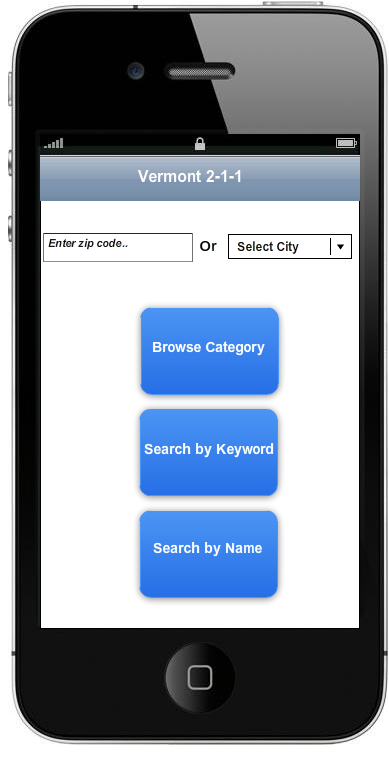 Vermont 2-1-1
Enter zip code..
Or
Select City
Browse Category
Search by Keyword
Search by Name